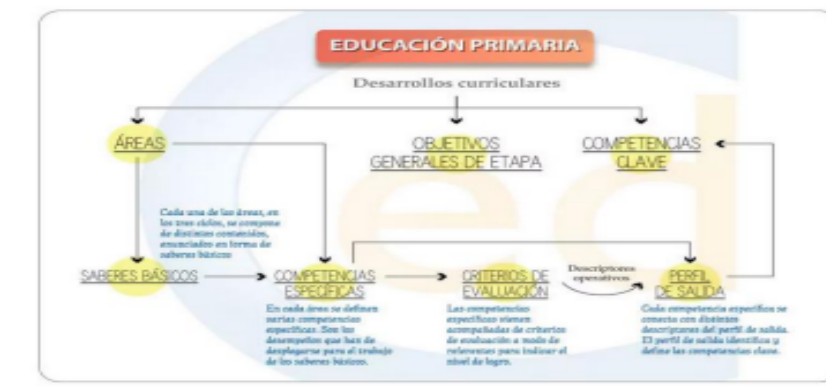 EDUCACIÓN PRIMARIA
Desarrollos curriculares
ÁREAS
OBJETIVOS
GENERALES DE ETAPA
COMPETENCIAS
CLAVE
Cada una de las áreas, en
los tres ciclos, se compone
de distintos contenidos,
enunciados en forma de
saberes básicos
SABERES BÁSICOS
COMPETENCIAS
ESPECÍFICAS
CRITERIOS DE
EVALUACIÓN
Descriptores
operativos
PERFIL
DE SALIDA
En cada área se definen
varias competencias
específicas. Son los
desempeños que han de
desplegarse para el trabajo
de los saberes básicos.
Las competencias
específicas vienen
acompañadas de criterios
de evaluación a modo de
referentes para indicar el
nivel de logro.
Cada competencia específica se
conecta con distintos
descriptores del perfil de salida.
El perfil de salida identifica y
define las competencias clave.
ed